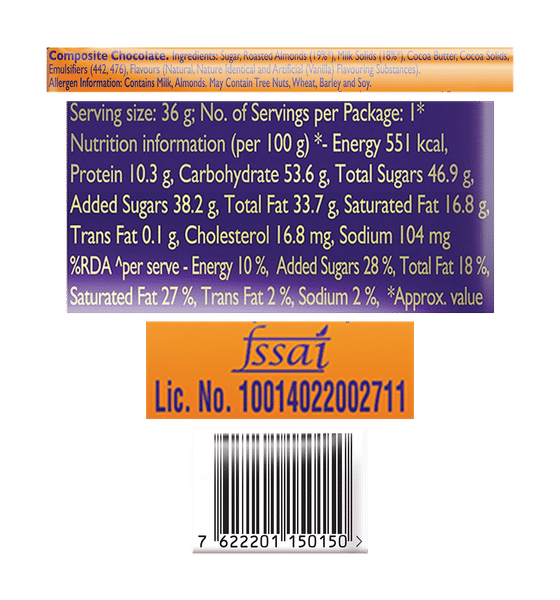 Composite Chocolate. Ingredients: Sugar, Roasted Almonds (19%*), Milk Solids (18%*), Cocoa Butter, Cocoa Solids,
Emulsifiers (442, 476), Flavours (Natural, Nature Identical and Artificial (Vanilla) Flavouring Substances).
Allergen Information: Contains Milk, Almonds. May Contain Tree Nuts, Wheat, Barley and Soy.
Serving size: 36 g; No. of Servings per Package: 1*
Nutrition information (per 100 g) *- Energy 551 kcal,
Protein 10.3 g, Carbohydrate 53.6 g, Total Sugars 46.9 g,
Added Sugars 38.2 g, Total Fat 33.7 g, Saturated Fat 16.8 g,
Trans Fat 0.1 g, Cholesterol 16.8 mg, Sodium 104 mg
%RDA ^per serve - Energy 10 %, Added Sugars 28 %, Total Fat 18 %,
Saturated Fat 27 %, Trans Fat 2 %, Sodium 2 %, *Approx. value
fssai
Lic. No. 10014022002711
7 622201 150150 >